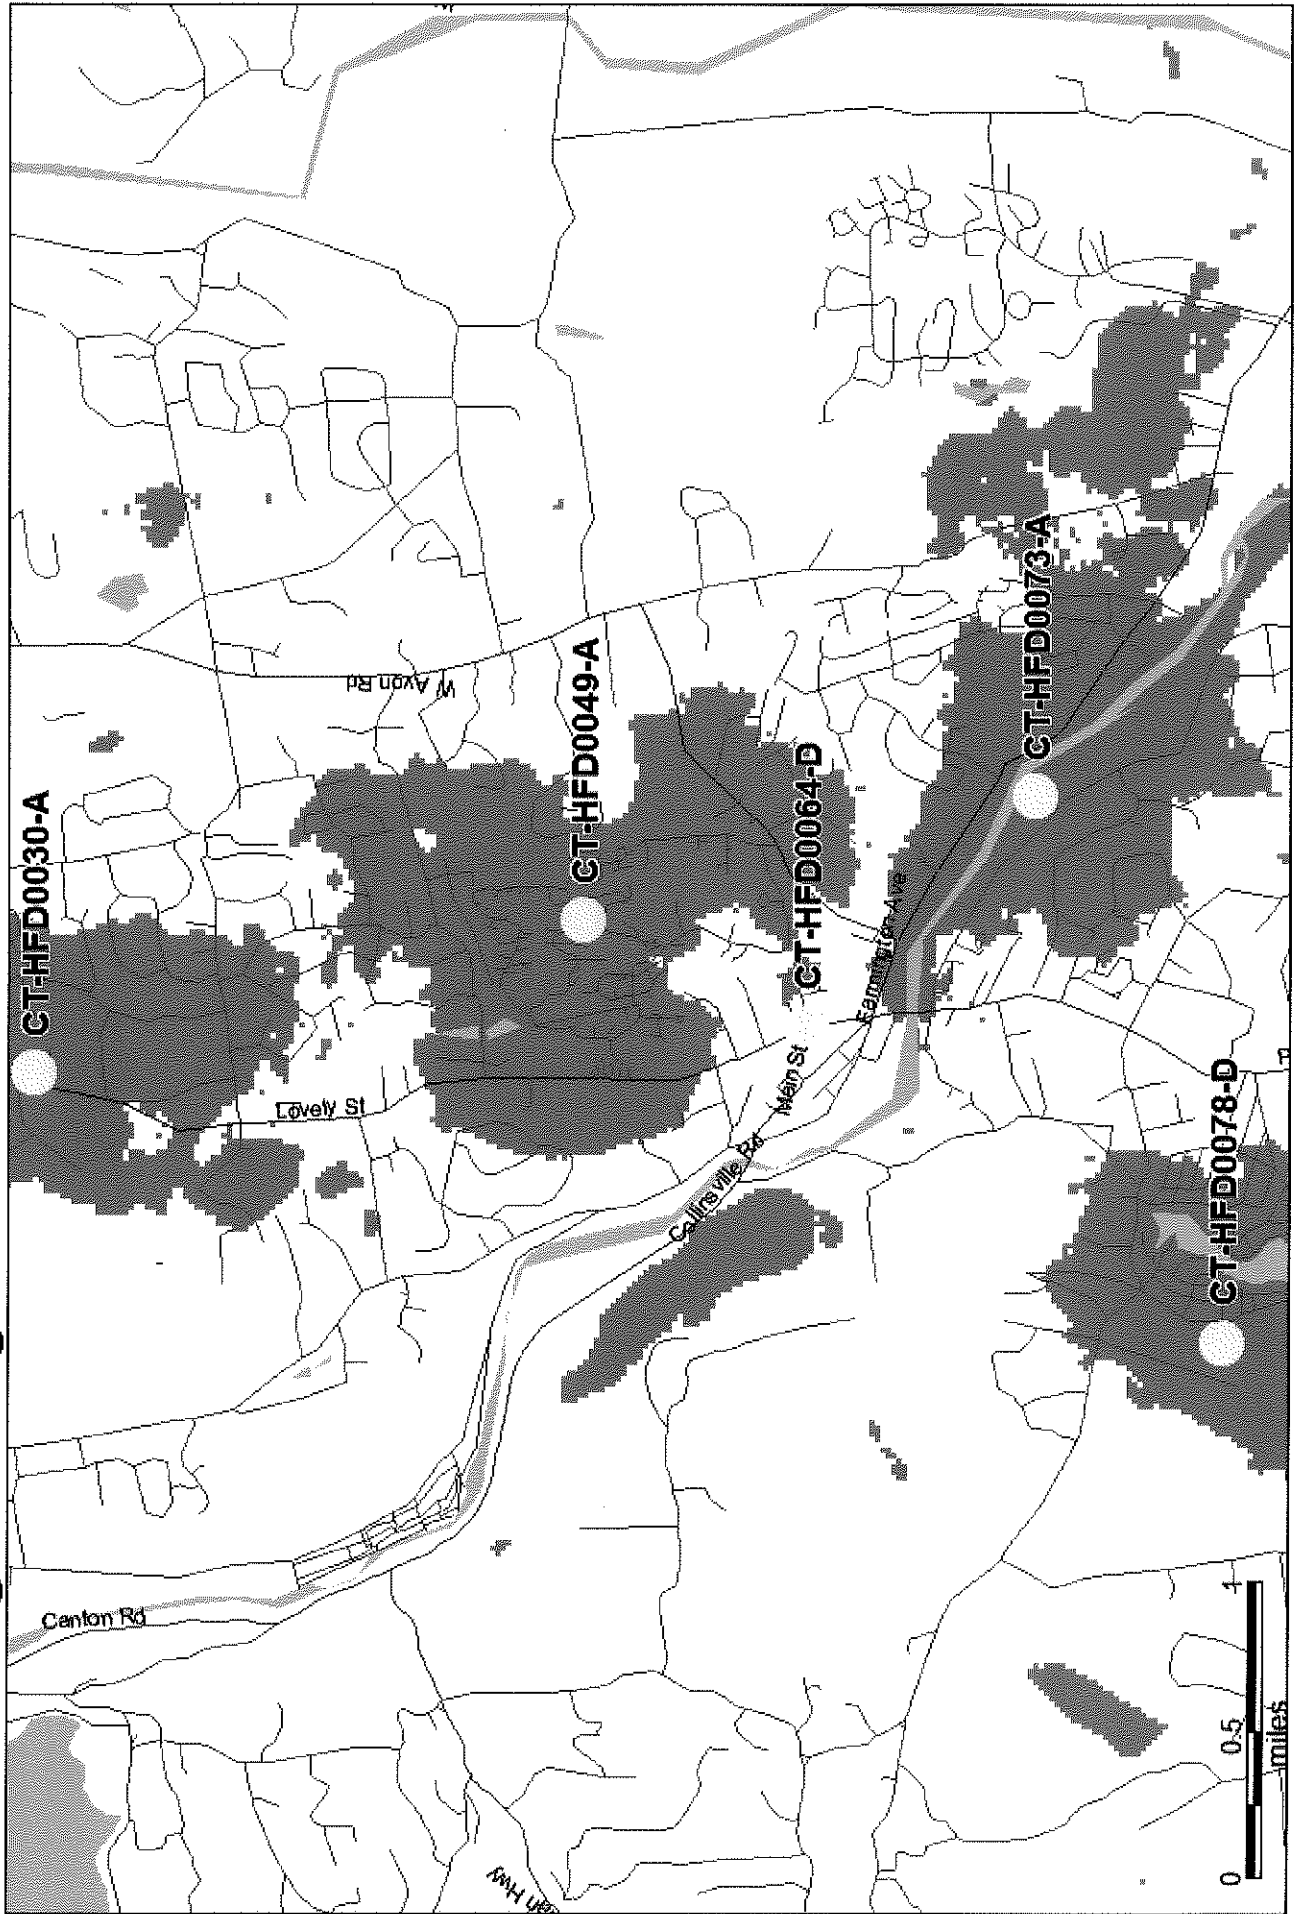 CT-HFD0030-A
CT-HFD0049-A
CT-HFD0064-D
CT-HFD0073-A
CT-HFD0078-D
W Avon Rd
Lovely St
Main St
Farmington Ave
Collinsville Rd
Canton Rd
Hwy
0
0.5
1
miles